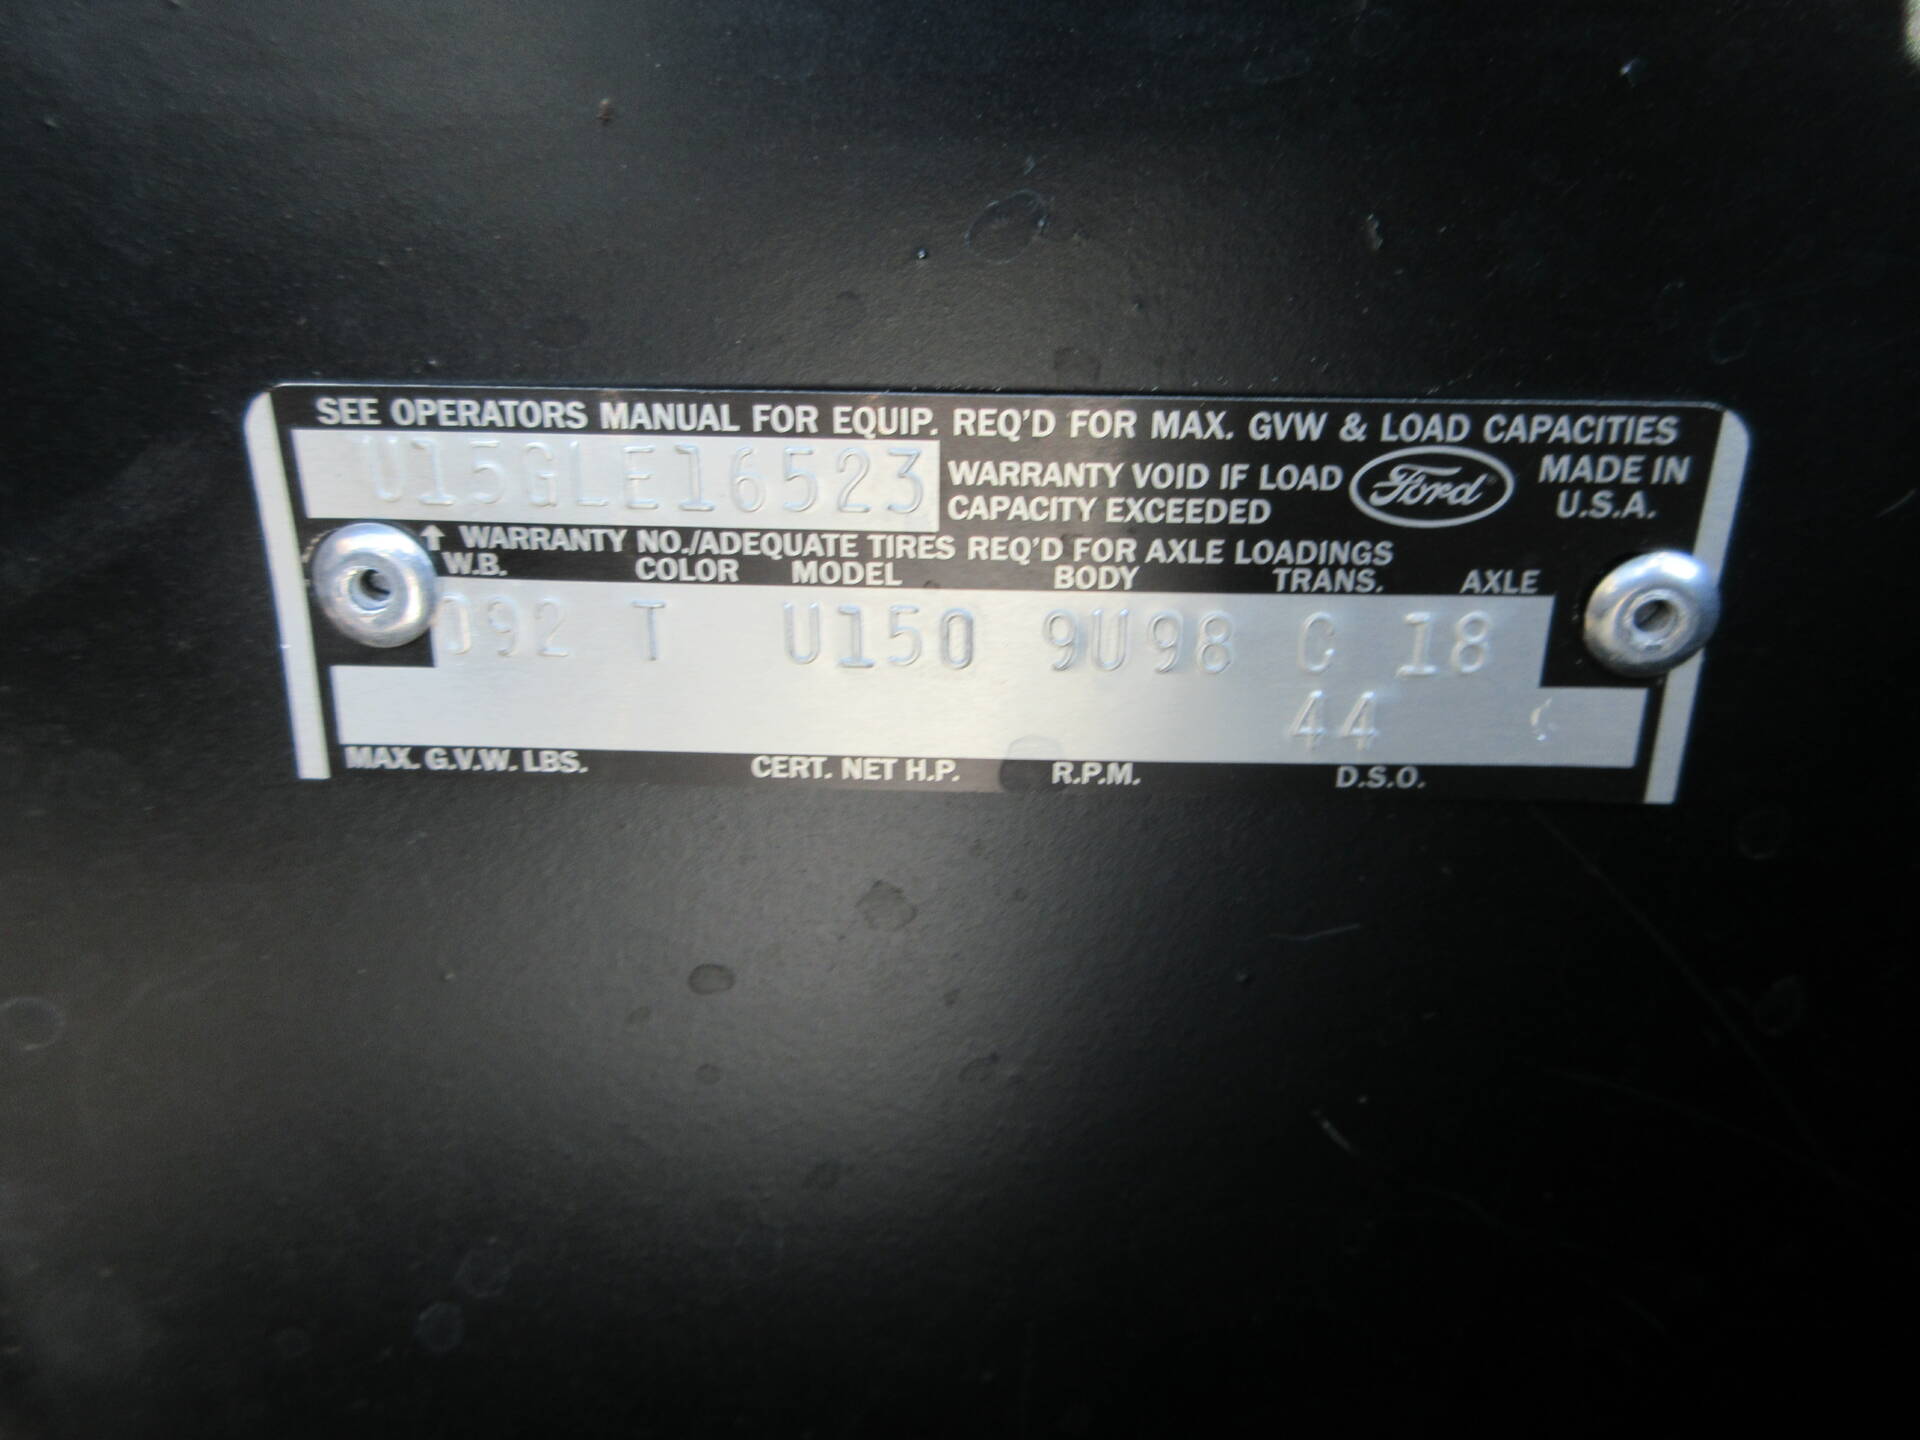 SEE OPERATORS MANUAL FOR EQUIP. REQ'D FOR MAX. GVW & LOAD CAPACITIES
U15GLE16523
WARRANTY VOID IF LOAD
CAPACITY EXCEEDED
Ford
MADE IN
U.S.A.
↑ WARRANTY NO./ADEQUATE TIRES REQ'D FOR AXLE LOADINGS
W.B. COLOR MODEL BODY TRANS. AXLE
092 T U150 9U98 G 18
44
MAX. G.V.W. LBS. CERT. NET H.P. R.P.M. D.S.O.